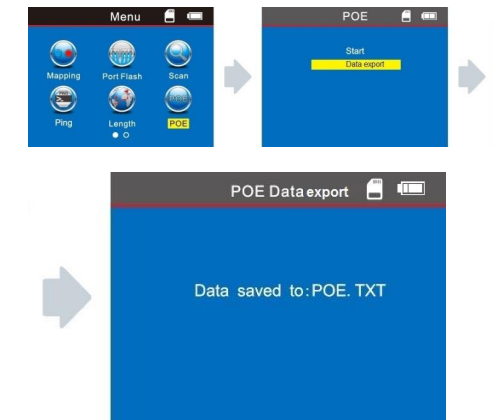 Menu
Mapping Port Flash Scan
Ping Length POE
POE
Start
Data export
POE Data export
Data saved to:POE. TXT